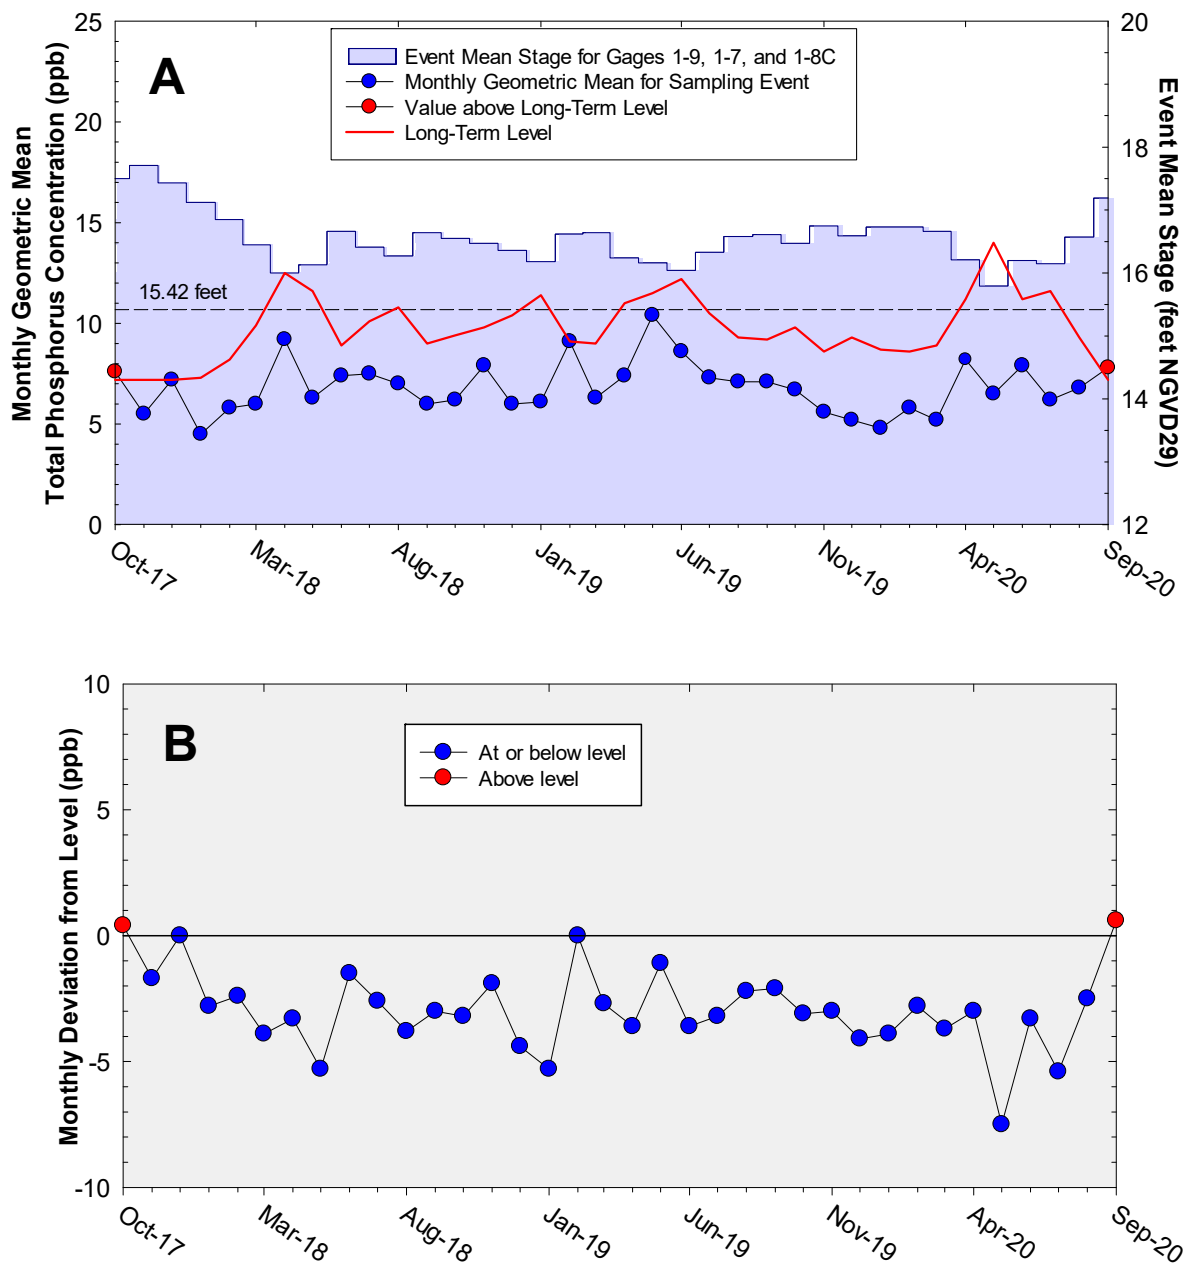 A
Event Mean Stage for Gages 1-9, 1-7, and 1-8C
Monthly Geometric Mean for Sampling Event
Value above Long-Term Level
Long-Term Level
Monthly Geometric Mean
Total Phosphorus Concentration (ppb)
25
20
15
10
5
0
Event Mean Stage (feet NGVD29)
20
18
16
14
12
15.42 feet
Oct-17
Mar-18
Aug-18
Jan-19
Jun-19
Nov-19
Apr-20
Sep-20
B
At or below level
Above level
Monthly Deviation from Level (ppb)
10
5
0
-5
-10
Oct-17
Mar-18
Aug-18
Jan-19
Jun-19
Nov-19
Apr-20
Sep-20